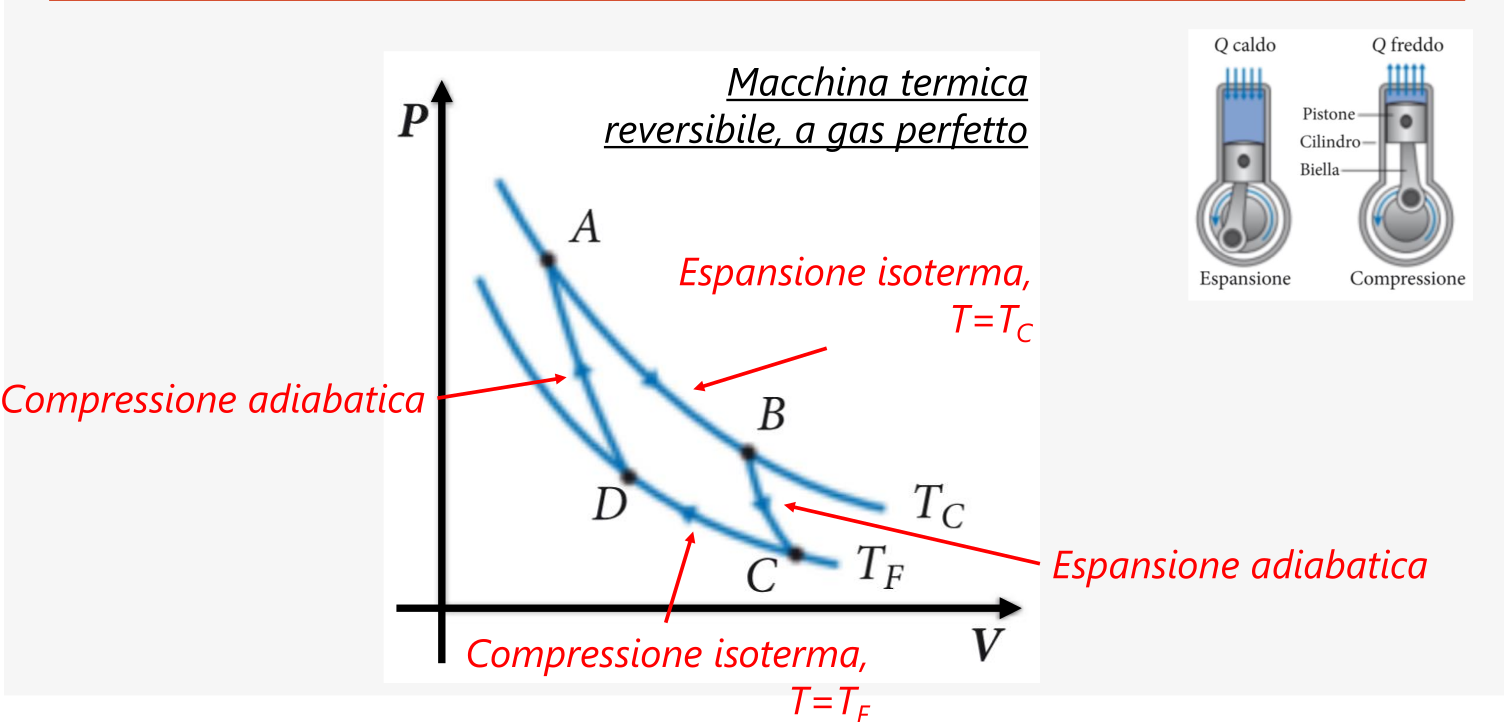 Macchina termica
reversibile, a gas perfetto
P
A
Espansione isoterma,
T=T_C
Compressione adiabatica
B
D
T_C
C
T_F
Espansione adiabatica
V
Compressione isoterma,
T=T_F
Q caldo
Q freddo
Pistone
Cilindro
Biella
Espansione
Compressione